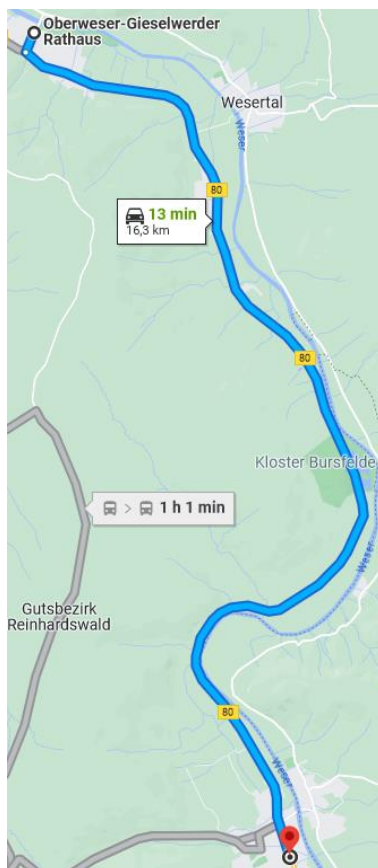 Oberweser-Gieselwerder
Rathaus
Wesertal
Weser
80
13 min
16,3 km
80
Kloster Bursfelde
> 1 h 1 min
Weser
Gutsbezirk
Reinhardswald
80
Weser